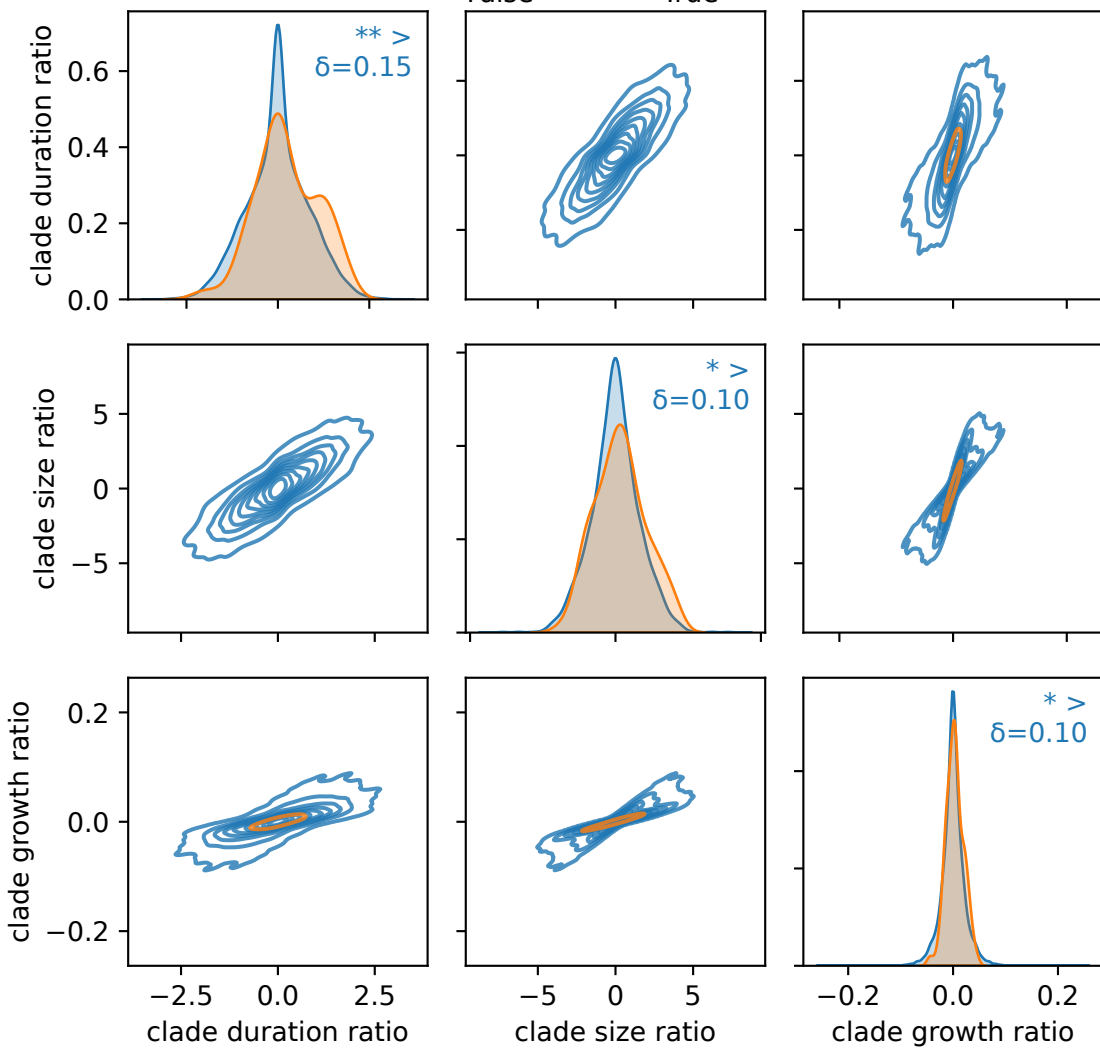 True
clade duration ratio
0.6
0.4
0.2
0.0
** >
δ=0.15
clade size ratio
5
0
−5
* >
δ=0.10
clade growth ratio
0.2
0.0
−0.2
* >
δ=0.10
−2.5 0.0 2.5
−5 0 5
−0.2 0.0 0.2
clade duration ratio
clade size ratio
clade growth ratio